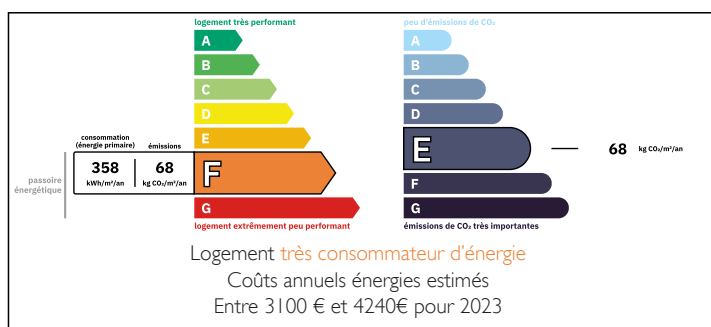 logement très performant
A
B
C
D
E
consommation
(énergie primaire)
émissions
358
kWh/m²/an
68
kg CO₂/m²/an
F
passoire
énergétique
G
logement extrêmement peu performant
peu d'émissions de CO₂
A
B
C
D
E
68 kg CO₂/m²/an
F
G
émissions de CO₂ très importantes
Logement très consommateur d'énergie
Coûts annuels énergies estimés
Entre 3100 € et 4240€ pour 2023